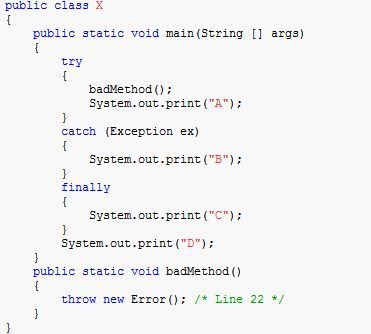 public class X
{
    public static void main(String [] args)
    {
        try
        {
            badMethod();
            System.out.print("A");
        }
        catch (Exception ex)
        {
            System.out.print("B");
        }
        finally
        {
            System.out.print("C");
        }
        System.out.print("D");
    }
    public static void badMethod()
    {
        throw new Error(); /* Line 22 */
    }
}